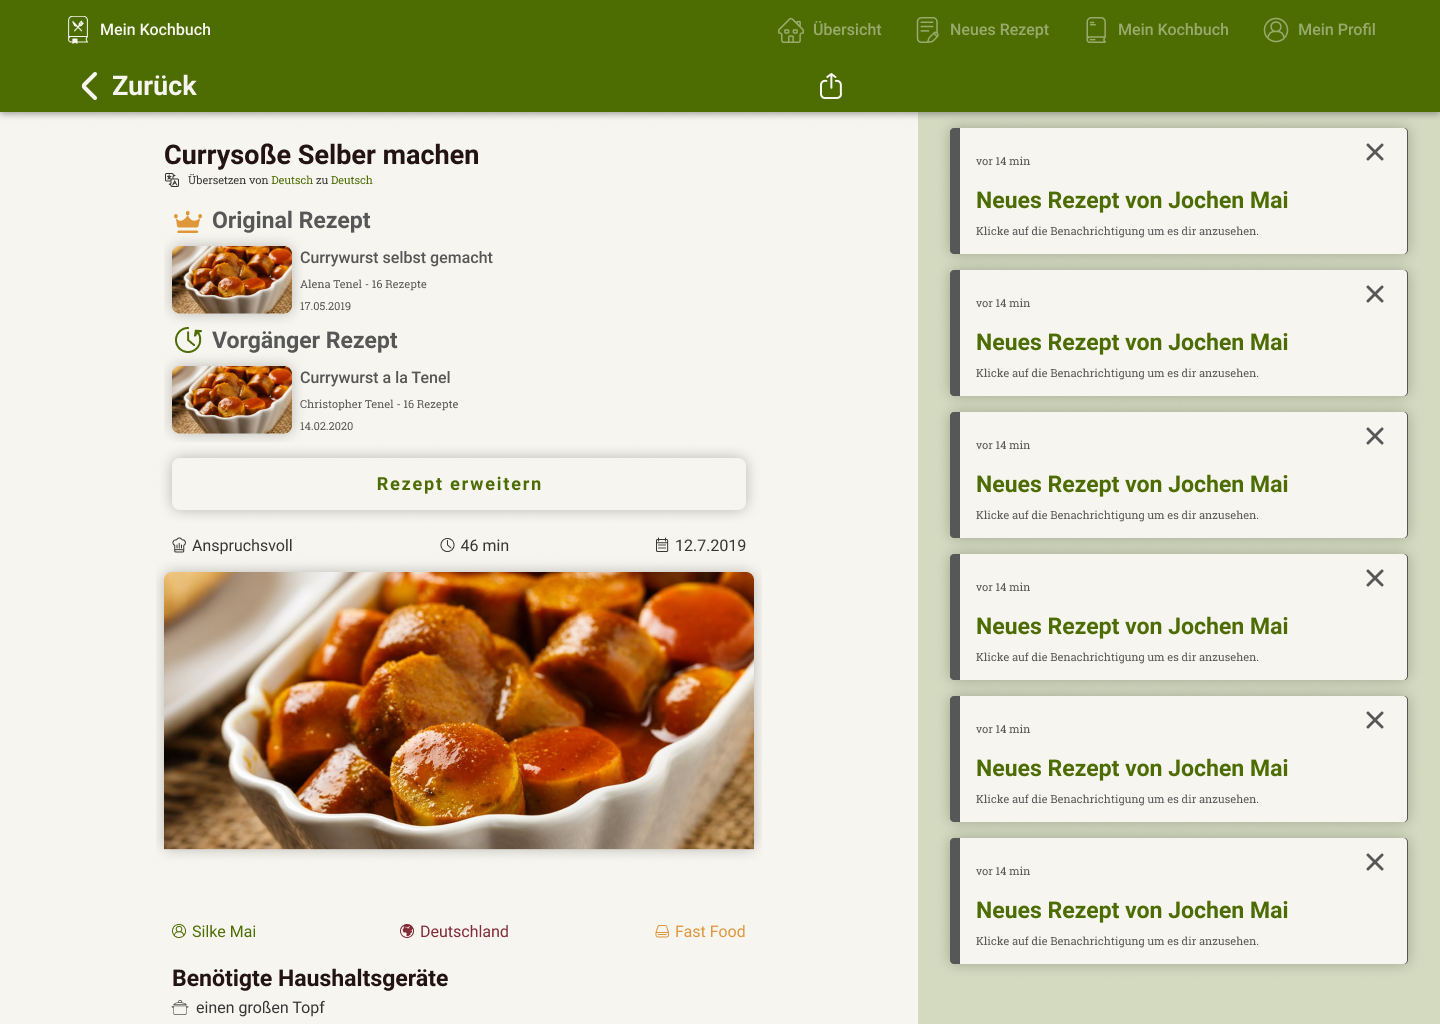 Mein Kochbuch
Übersicht
Neues Rezept
Mein Kochbuch
Mein Profil
Zurück
Currysoße Selber machen
Übersetzen von Deutsch zu Deutsch
Original Rezept
Currywurst selbst gemacht
Alena Tenel - 16 Rezepte
17.05.2019
Vorgänger Rezept
Currywurst a la Tenel
Christopher Tenel - 16 Rezepte
14.02.2020
Rezept erweitern
Anspruchsvoll
46 min
12.7.2019
Silke Mai
Deutschland
Fast Food
Benötigte Haushaltsgeräte
einen großen Topf
vor 14 min
Neues Rezept von Jochen Mai
Klicke auf die Benachrichtigung um es dir anzusehen.
vor 14 min
Neues Rezept von Jochen Mai
Klicke auf die Benachrichtigung um es dir anzusehen.
vor 14 min
Neues Rezept von Jochen Mai
Klicke auf die Benachrichtigung um es dir anzusehen.
vor 14 min
Neues Rezept von Jochen Mai
Klicke auf die Benachrichtigung um es dir anzusehen.
vor 14 min
Neues Rezept von Jochen Mai
Klicke auf die Benachrichtigung um es dir anzusehen.
vor 14 min
Neues Rezept von Jochen Mai
Klicke auf die Benachrichtigung um es dir anzusehen.